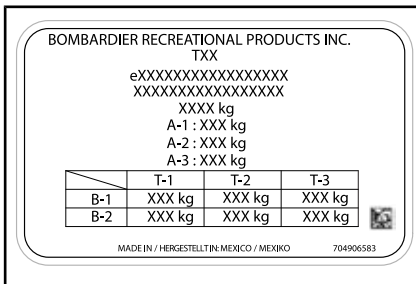 BOMBARDIER RECREATIONAL PRODUCTS INC.
TXX
eXXXXXXXXXXXXXXXXX
XXXXXXXXXXXXXXXXX
XXXX kg
A-1 : XXX kg
A-2 : XXX kg
A-3 : XXX kg
T-1 T-2 T-3
B-1 XXX kg XXX kg XXX kg
B-2 XXX kg XXX kg XXX kg
MADE IN / HERGESTELLT IN: MEXICO / MEXIKO 704906583